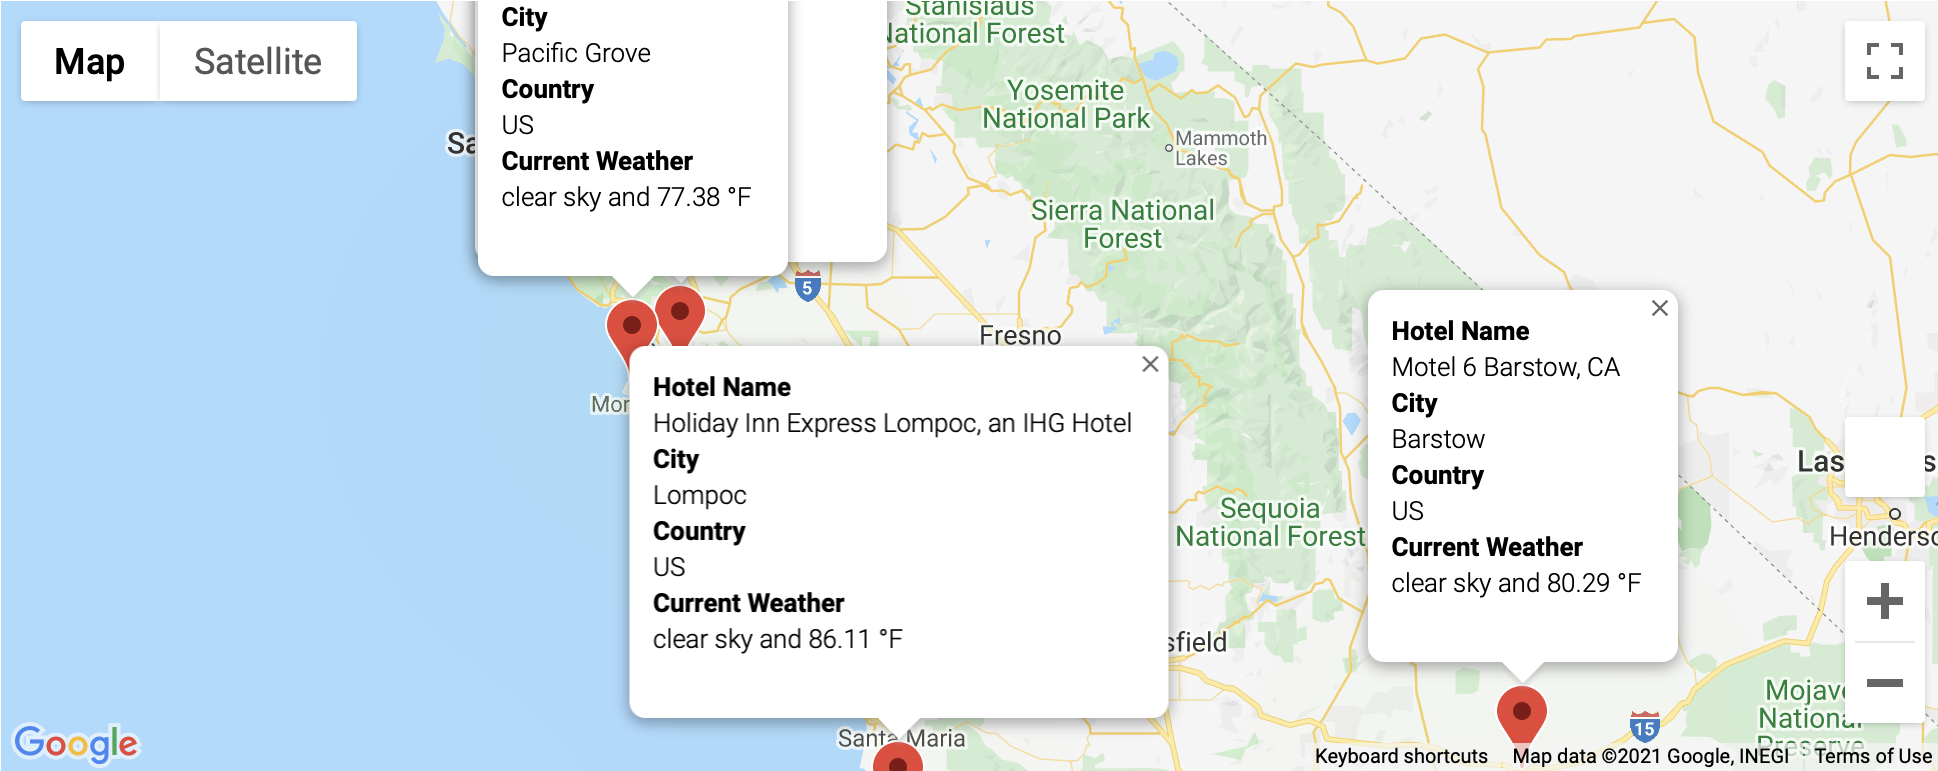 Map
Satellite
City
Pacific Grove
Country
US
Current Weather
clear sky and 77.38 °F
Stanislaus
National Forest
Yosemite
National Park
Mammoth
Lakes
Sierra National
Forest
5
Fresno
Hotel Name
Holiday Inn Express Lompoc, an IHG Hotel
City
Lompoc
Country
US
Current Weather
clear sky and 86.11 °F
Hotel Name
Motel 6 Barstow, CA
City
Barstow
Country
US
Current Weather
clear sky and 80.29 °F
Sequoia
National Forest
Las
Henderso
sfield
Santa Maria
15
Mojave
National
Preserve
Google
Keyboard shortcuts
Map data ©2021 Google, INEGI
Terms of Use